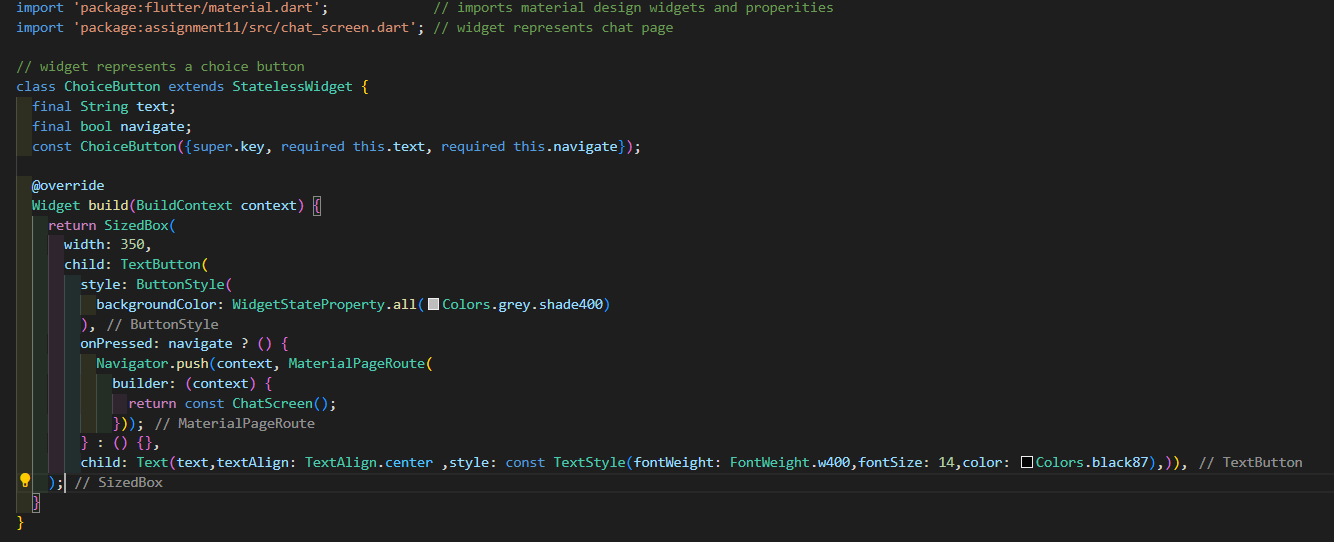 import 'package:flutter/material.dart';             // imports material design widgets and properities
import 'package:assignment11/src/chat_screen.dart'; // widget represents chat page

// widget represents a choice button
class ChoiceButton extends StatelessWidget {
  final String text;
  final bool navigate;
  const ChoiceButton({super.key, required this.text, required this.navigate});

  @override
  Widget build(BuildContext context) {
    return SizedBox(
      width: 350,
      child: TextButton(
        style: ButtonStyle(
          backgroundColor: WidgetStateProperty.all(Colors.grey.shade400)
        ), // ButtonStyle
        onPressed: navigate ? () {
          Navigator.push(context, MaterialPageRoute(
            builder: (context) {
              return const ChatScreen();
            })); // MaterialPageRoute
        } : () {},
        child: Text(text,textAlign: TextAlign.center ,style: const TextStyle(fontWeight: FontWeight.w400,fontSize: 14,color: Colors.black87),)), // TextButton
    ); // SizedBox
  }
}